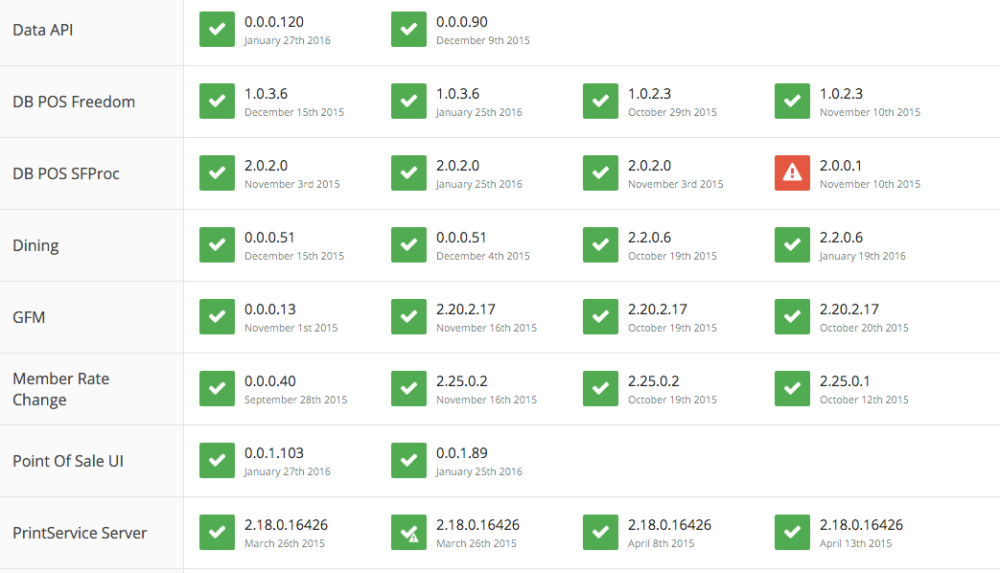 Data API
0.0.0.120
January 27th 2016
0.0.0.90
December 9th 2015
DB POS Freedom
1.0.3.6
December 15th 2015
1.0.3.6
January 25th 2016
1.0.2.3
October 29th 2015
1.0.2.3
November 10th 2015
DB POS SFProc
2.0.2.0
November 3rd 2015
2.0.2.0
January 25th 2016
2.0.2.0
November 3rd 2015
2.0.0.1
November 10th 2015
Dining
0.0.0.51
December 15th 2015
0.0.0.51
December 4th 2015
2.2.0.6
October 19th 2015
2.2.0.6
January 19th 2016
GFM
0.0.0.13
November 1st 2015
2.20.2.17
November 16th 2015
2.20.2.17
October 19th 2015
2.20.2.17
October 20th 2015
Member Rate
Change
0.0.0.40
September 28th 2015
2.25.0.2
November 16th 2015
2.25.0.2
October 19th 2015
2.25.0.1
October 12th 2015
Point Of Sale UI
0.0.1.103
January 27th 2016
0.0.1.89
January 25th 2016
PrintService Server
2.18.0.16426
March 26th 2015
2.18.0.16426
March 26th 2015
2.18.0.16426
April 8th 2015
2.18.0.16426
April 13th 2015